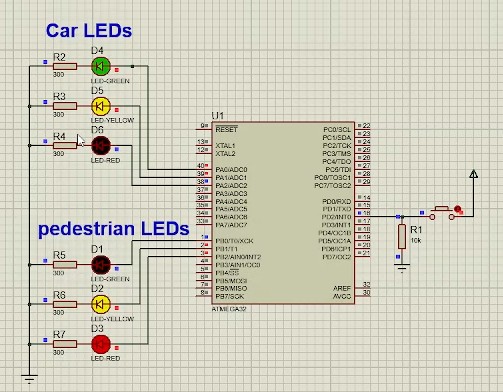 Car LEDs
R2
300
D4
LED-GREEN
R3
300
D5
LED-YELLOW
R4
300
D6
LED-RED
pedestrian LEDs
R5
300
D1
LED-GREEN
R6
300
D2
LED-YELLOW
R7
300
D3
LED-RED
U1
9 RESET PC0/SCL 22
PC1/SDA 23
13 XTAL1 PC2/TCK 24
12 XTAL2 PC3/TMS 25
PC4/TDO 26
40 PA0/ADC0 PC5/TDI 27
39 PA1/ADC1 PC6/TOSC1 28
38 PA2/ADC2 PC7/TOSC2 29
37 PA3/ADC3
36 PA4/ADC4 PD0/RXD 14
35 PA5/ADC5 PD1/TXD 15
34 PA6/ADC6 PD2/INT0 16
33 PA7/ADC7 PD3/INT1 17
PD4/OC1B 18
1 PB0/T0/XCK PD5/OC1A 19
2 PB1/T1 PD6/ICP1 20
3 PB2/AIN0/INT2 PD7/OC2 21
4 PB3/AIN1/OC0
5 PB4/SS
6 PB5/MOSI
7 PB6/MISO AREF 32
8 PB7/SCK AVCC 30
ATMEGA32
R1
10k